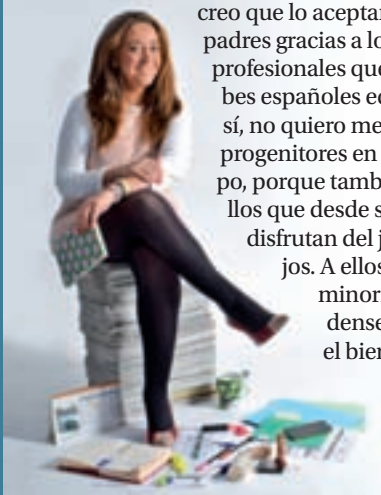 creo que lo aceptar
padres gracias a lo
profesionales que
bes españoles e
sí, no quiero me
progenitores en
po, porque tamb
llos que desde s
disfrutan del j
jos. A ellos
minor
dense
el bien